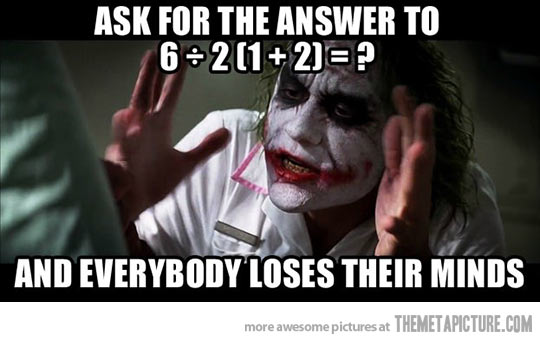 ASK FOR THE ANSWER TO
6 ÷ 2 (1 + 2) = ?
AND EVERYBODY LOSES THEIR MINDS
more awesome pictures at THEMETAPICTURE.COM